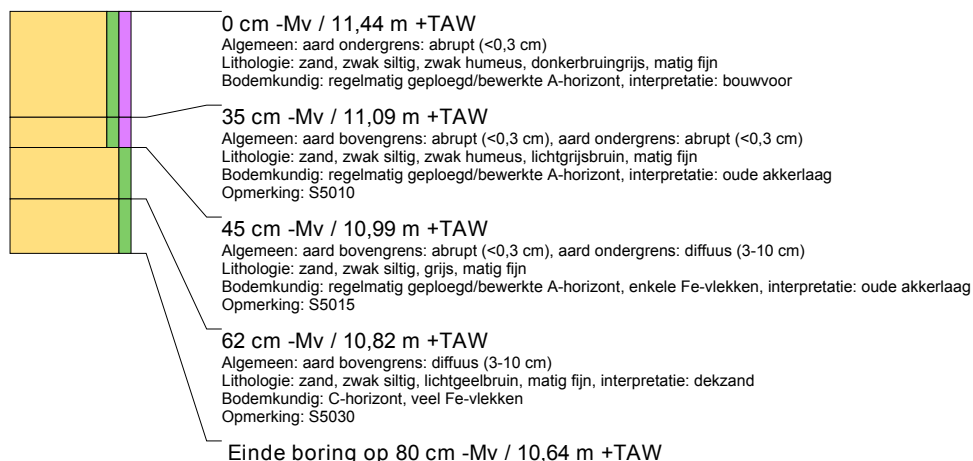 0 cm -Mv / 11,44 m +TAW
Algemeen: aard ondergrens: abrupt (<0,3 cm)
Lithologie: zand, zwak siltig, zwak humeus, donkerbruingrijs, matig fijn
Bodemkundig: regelmatig geploegd/bewerkte A-horizont, interpretatie: bouwvoor
35 cm -Mv / 11,09 m +TAW
Algemeen: aard bovengrens: abrupt (<0,3 cm), aard ondergrens: abrupt (<0,3 cm)
Lithologie: zand, zwak siltig, zwak humeus, lichtgrijsbruin, matig fijn
Bodemkundig: regelmatig geploegd/bewerkte A-horizont, interpretatie: oude akkerlaag
Opmerking: S5010
45 cm -Mv / 10,99 m +TAW
Algemeen: aard bovengrens: abrupt (<0,3 cm), aard ondergrens: diffuus (3-10 cm)
Lithologie: zand, zwak siltig, grijs, matig fijn
Bodemkundig: regelmatig geploegd/bewerkte A-horizont, enkele Fe-vlekken, interpretatie: oude akkerlaag
Opmerking: S5015
62 cm -Mv / 10,82 m +TAW
Algemeen: aard bovengrens: diffuus (3-10 cm)
Lithologie: zand, zwak siltig, lichtgeelbruin, matig fijn, interpretatie: dekzand
Bodemkundig: C-horizont, veel Fe-vlekken
Opmerking: S5030
Einde boring op 80 cm -Mv / 10,64 m +TAW